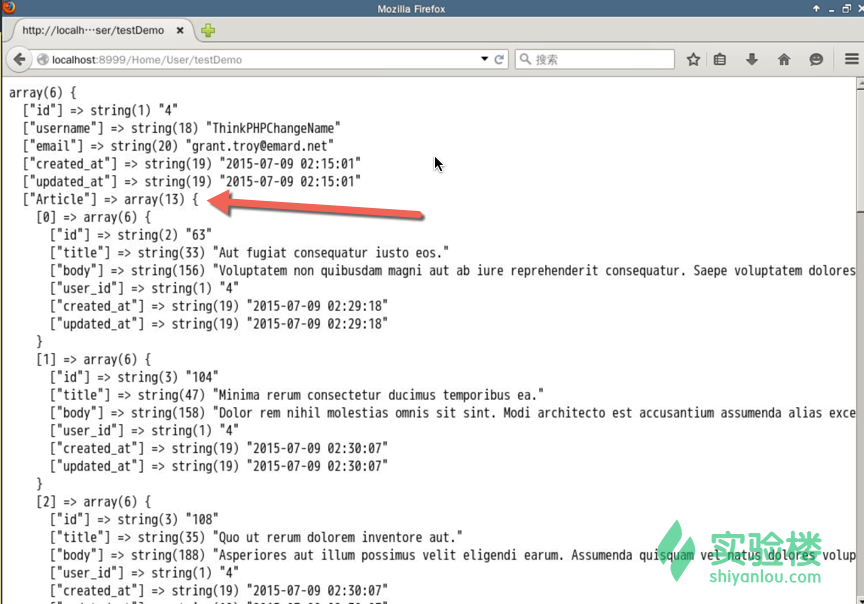 Mozilla Firefox
http://localh···ser/testDemo
localhost:8999/Home/User/testDemo
搜索
array(6) {
["id"] => string(1) "4"
["username"] => string(18) "ThinkPHPChangeName"
["email"] => string(20) "grant.troy@emard.net"
["created_at"] => string(19) "2015-07-09 02:15:01"
["updated_at"] => string(19) "2015-07-09 02:15:01"
["Article"] => array(13) {
[0] => array(6) {
["id"] => string(2) "63"
["title"] => string(33) "Aut fugiat consequatur iusto eos."
["body"] => string(156) "Voluptatem non quibusdam magni aut ab iure reprehenderit consequatur. Saepe voluptatem dolores
["user_id"] => string(1) "4"
["created_at"] => string(19) "2015-07-09 02:29:18"
["updated_at"] => string(19) "2015-07-09 02:29:18"
}
[1] => array(6) {
["id"] => string(3) "104"
["title"] => string(47) "Minima rerum consectetur ducimus temporibus ea."
["body"] => string(158) "Dolor rem nihil molestias omnis sit sint. Modi architecto est accusantium assumenda alias exce
["user_id"] => string(1) "4"
["created_at"] => string(19) "2015-07-09 02:30:07"
["updated_at"] => string(19) "2015-07-09 02:30:07"
}
[2] => array(6) {
["id"] => string(3) "108"
["title"] => string(35) "Quo ut rerum dolorem inventore aut."
["body"] => string(188) "Asperiores aut illum possimus velit eligendi earum. Assumenda quisquam vel natus dolores volup
["user_id"] => string(1) "4"
["created_at"] => string(19) "2015-07-09 02:30:07"
实验楼
shiyanlou.com